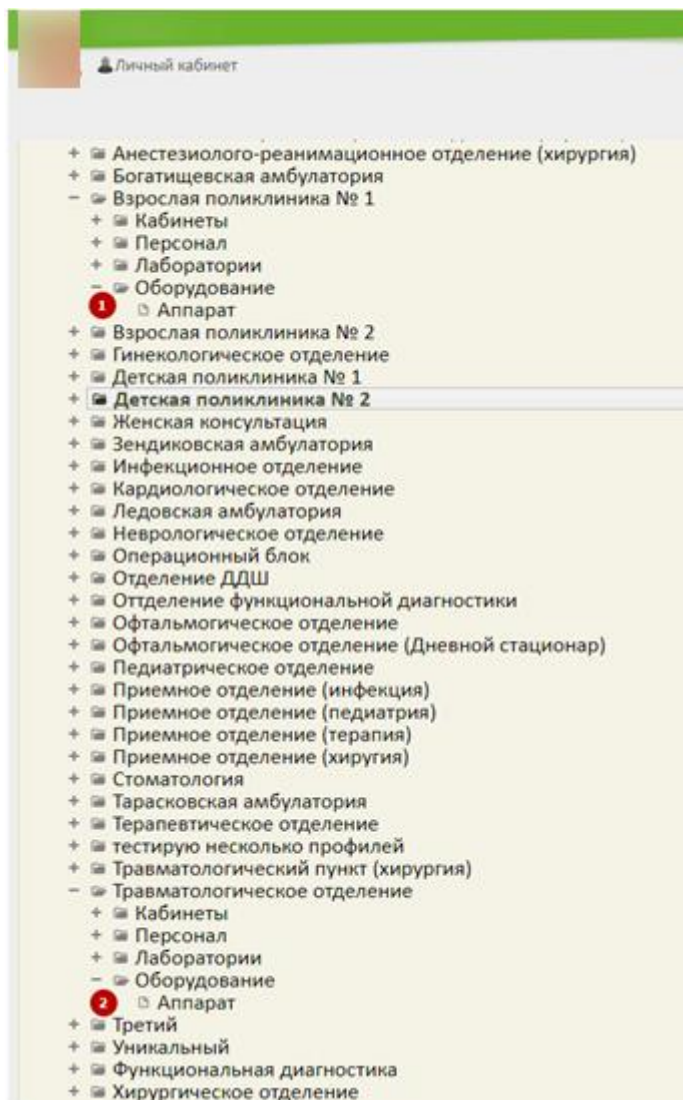 Личный кабинет
Анестезиолого-реанимационное отделение (хирургия)
Богатищевская амбулатория
Взрослая поликлиника № 1
Кабинеты
Персонал
Лаборатории
Оборудование
1 Аппарат
Взрослая поликлиника № 2
Гинекологическое отделение
Детская поликлиника № 1
Детская поликлиника № 2
Женская консультация
Зендиковская амбулатория
Инфекционное отделение
Кардиологическое отделение
Ледовская амбулатория
Неврологическое отделение
Операционный блок
Отделение ДДШ
Оттделение функциональной диагностики
Офтальмогическое отделение
Офтальмогическое отделение (Дневной стационар)
Педиатрическое отделение
Приемное отделение (инфекция)
Приемное отделение (педиатрия)
Приемное отделение (терапия)
Приемное отделение (хиругия)
Стоматология
Тарасковская амбулатория
Терапевтическое отделение
тестирую несколько профилей
Травматологический пункт (хирургия)
Травматологическое отделение
Кабинеты
Персонал
Лаборатории
Оборудование
2 Аппарат
Третий
Уникальный
Функциональная диагностика
Хирургическое отделение